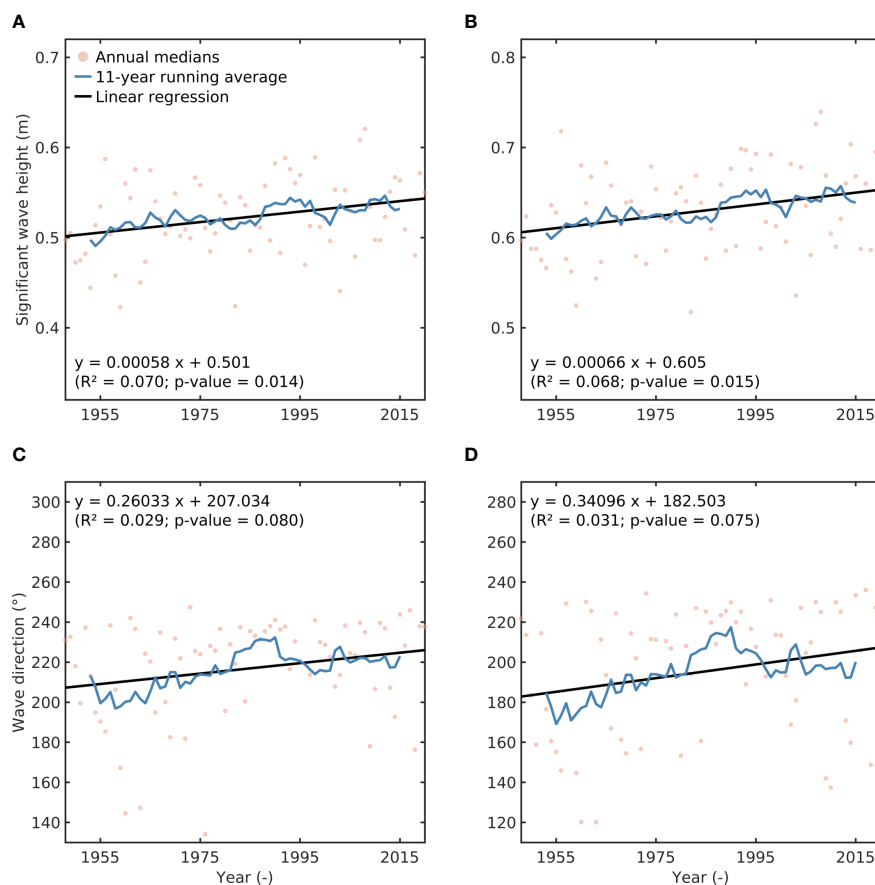 A
B
0.7
0.6
0.5
0.4
Significant wave height (m)
Annual medians
11-year running average
Linear regression
y = 0.00058 x + 0.501
(R² = 0.070; p-value = 0.014)
1955 1975 1995 2015
0.8
0.7
0.6
0.5
y = 0.00066 x + 0.605
(R² = 0.068; p-value = 0.015)
1955 1975 1995 2015
C
D
300
280
260
240
220
200
180
160
140
Wave direction (°)
y = 0.26033 x + 207.034
(R² = 0.029; p-value = 0.080)
1955 1975 1995 2015
Year (-)
280
260
240
220
200
180
160
140
120
y = 0.34096 x + 182.503
(R² = 0.031; p-value = 0.075)
1955 1975 1995 2015
Year (-)